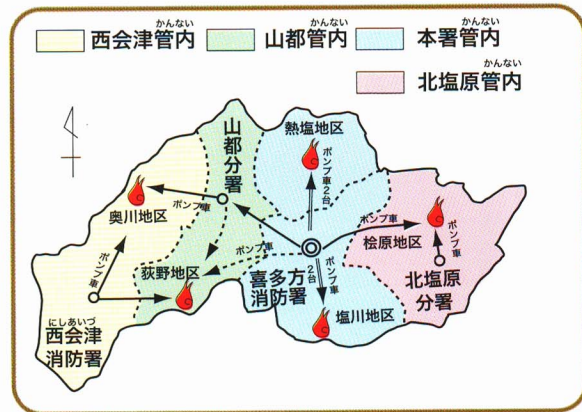 かんない かんない かんない
西会津管内 山都管内 本署管内
かんない
北塩原管内
山都分署
熱塩地区
ポンプ車2台
奥川地区
ポンプ車
ポンプ車
ポンプ車
桧原地区
ポンプ車
北塩原
分署
荻野地区
ポンプ車
喜多方
消防署
ポンプ車
2台
塩川地区
ポンプ車
にしあいづ
西会津
消防署